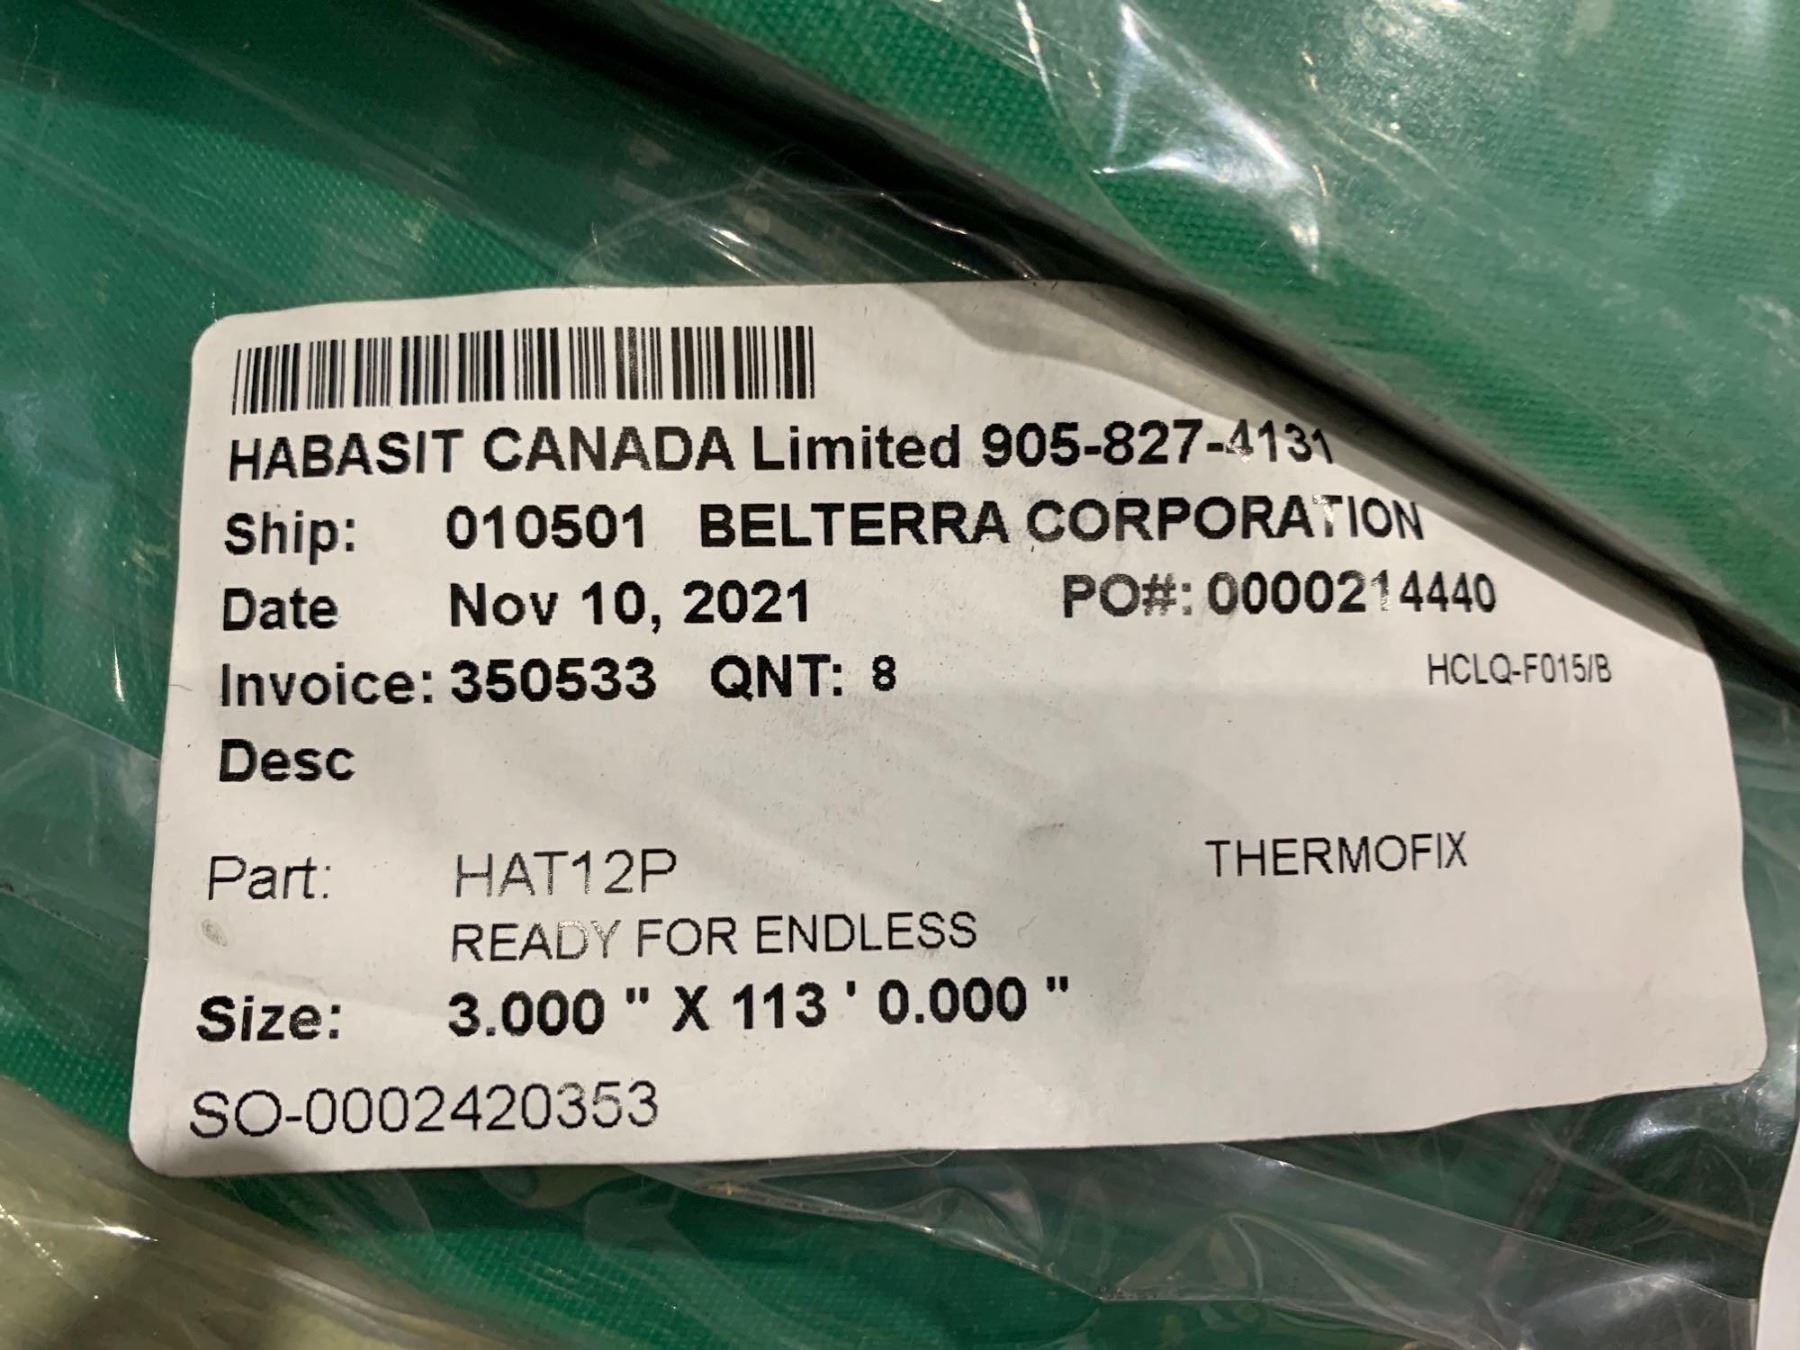 HABASIT CANADA Limited 905-827-4131
Ship: 010501 BELTERRA CORPORATION
Date Nov 10, 2021 PO#: 0000214440
Invoice: 350533 QNT: 8 HCLQ-F015/B
Desc
Part: HAT12P THERMOFIX
READY FOR ENDLESS
Size: 3.000 " X 113 ' 0.000 "
SO-0002420353